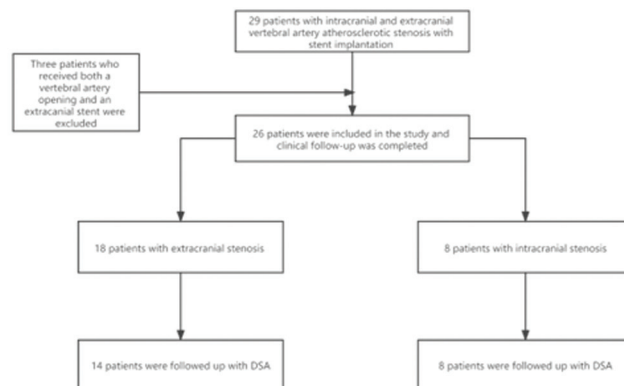 29 patients with intracranial and extracranial
vertebral artery atherosclerotic stenosis with
stent implantation
Three patients who
received both a
vertebral artery
opening and an
extracanial stent were
excluded
26 patients were included in the study and
clinical follow-up was completed
18 patients with extracranial stenosis
8 patients with intracranial stenosis
14 patients were followed up with DSA
8 patients were followed up with DSA